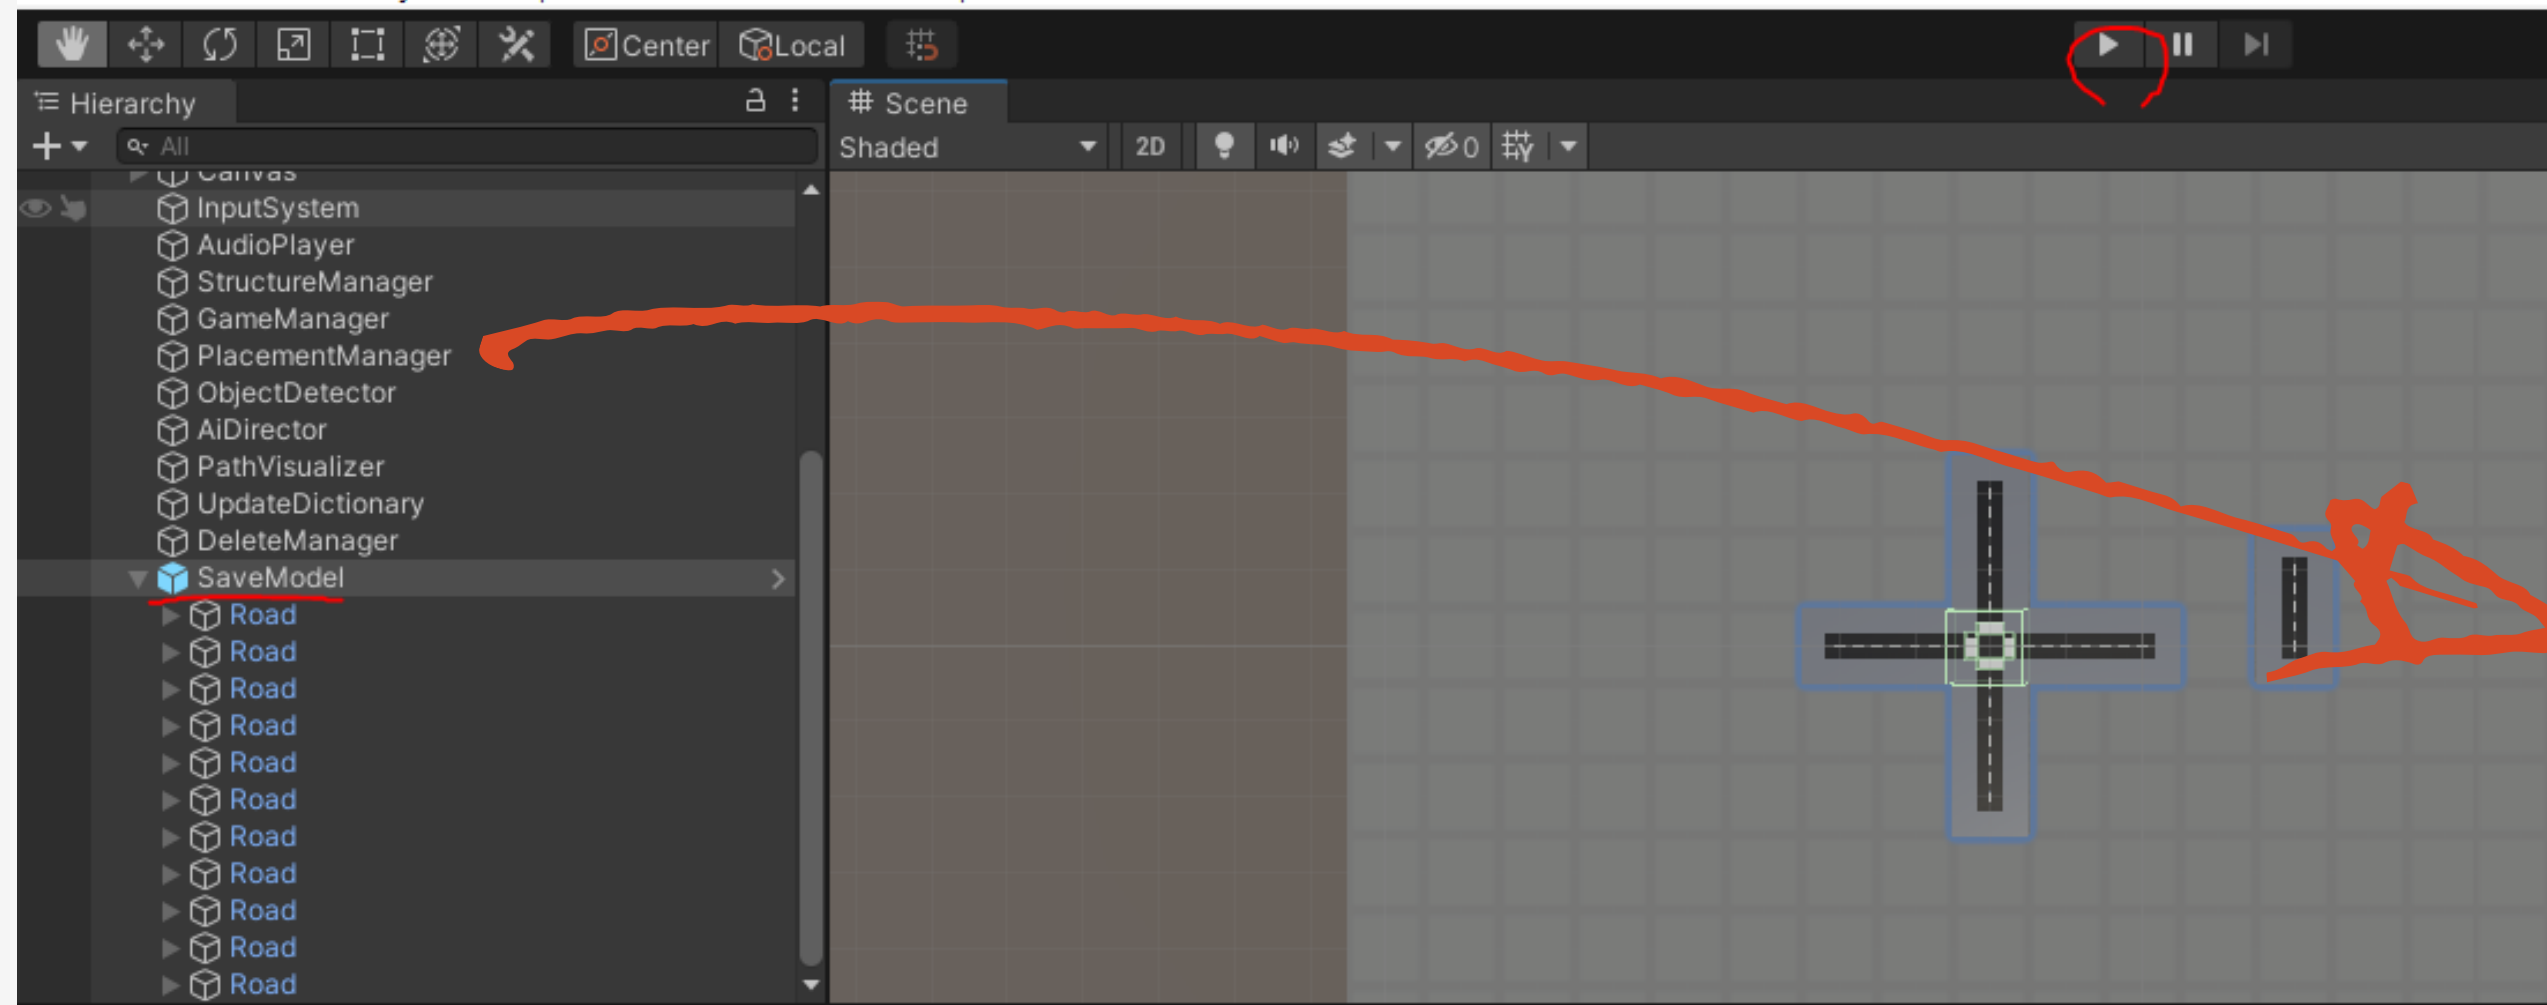 Center Local
Hierarchy
Scene
All
Shaded
2D
0
Canvas
InputSystem
AudioPlayer
StructureManager
GameManager
PlacementManager
ObjectDetector
AiDirector
PathVisualizer
UpdateDictionary
DeleteManager
SaveModel
Road
Road
Road
Road
Road
Road
Road
Road
Road
Road
Road